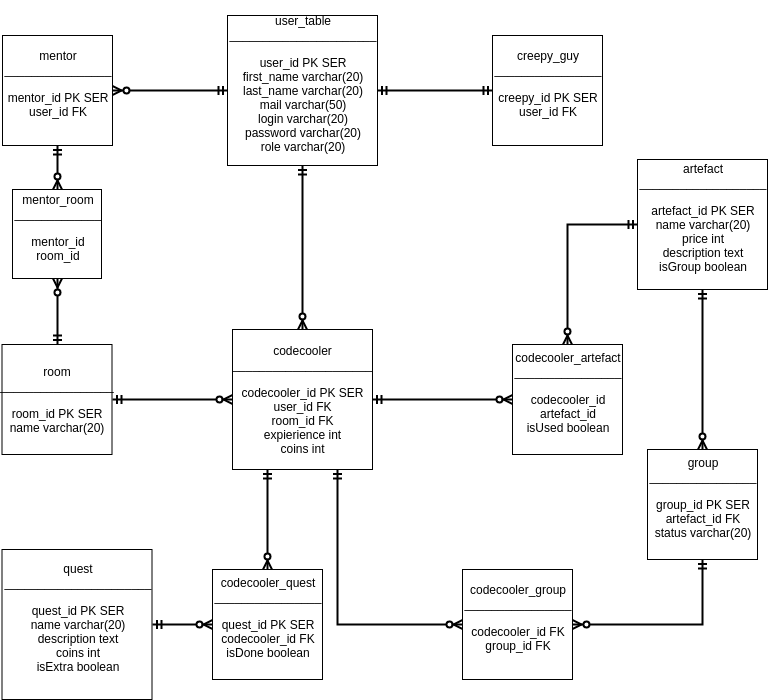 user_table
user_id PK SER
first_name varchar(20)
last_name varchar(20)
mail varchar(50)
login varchar(20)
password varchar(20)
role varchar(20)
mentor
mentor_id PK SER
user_id FK
creepy_guy
creepy_id PK SER
user_id FK
artefact
artefact_id PK SER
name varchar(20)
price int
description text
isGroup boolean
mentor_room
mentor_id
room_id
codecooler
codecooler_id PK SER
user_id FK
room_id FK
expierience int
coins int
room
room_id PK SER
name varchar(20)
codecooler_artefact
codecooler_id
artefact_id
isUsed boolean
group
group_id PK SER
artefact_id FK
status varchar(20)
quest
quest_id PK SER
name varchar(20)
description text
coins int
isExtra boolean
codecooler_quest
quest_id PK SER
codecooler_id FK
isDone boolean
codecooler_group
codecooler_id FK
group_id FK